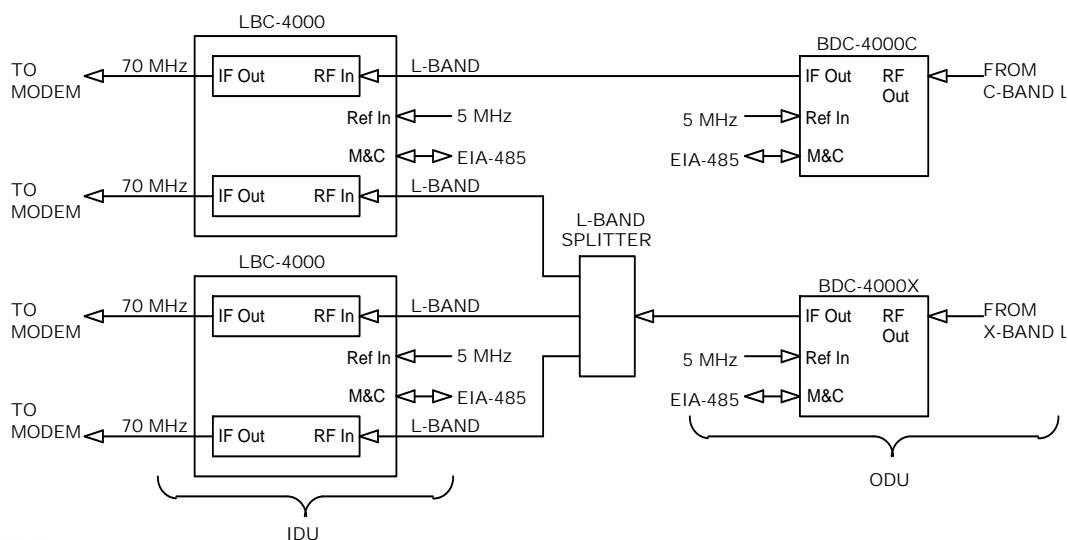 LBC-4000
TO
MODEM
70 MHz
IF Out
RF In
L-BAND
Ref In
5 MHz
M&C
EIA-485
TO
MODEM
70 MHz
IF Out
RF In
L-BAND
BDC-4000C
IF Out
RF
Out
FROM
C-BAND L
5 MHz
Ref In
EIA-485
M&C
L-BAND
SPLITTER
LBC-4000
TO
MODEM
70 MHz
IF Out
RF In
L-BAND
Ref In
5 MHz
M&C
EIA-485
TO
MODEM
70 MHz
IF Out
RF In
L-BAND
BDC-4000X
IF Out
RF
Out
FROM
X-BAND L
5 MHz
Ref In
EIA-485
M&C
IDU
ODU